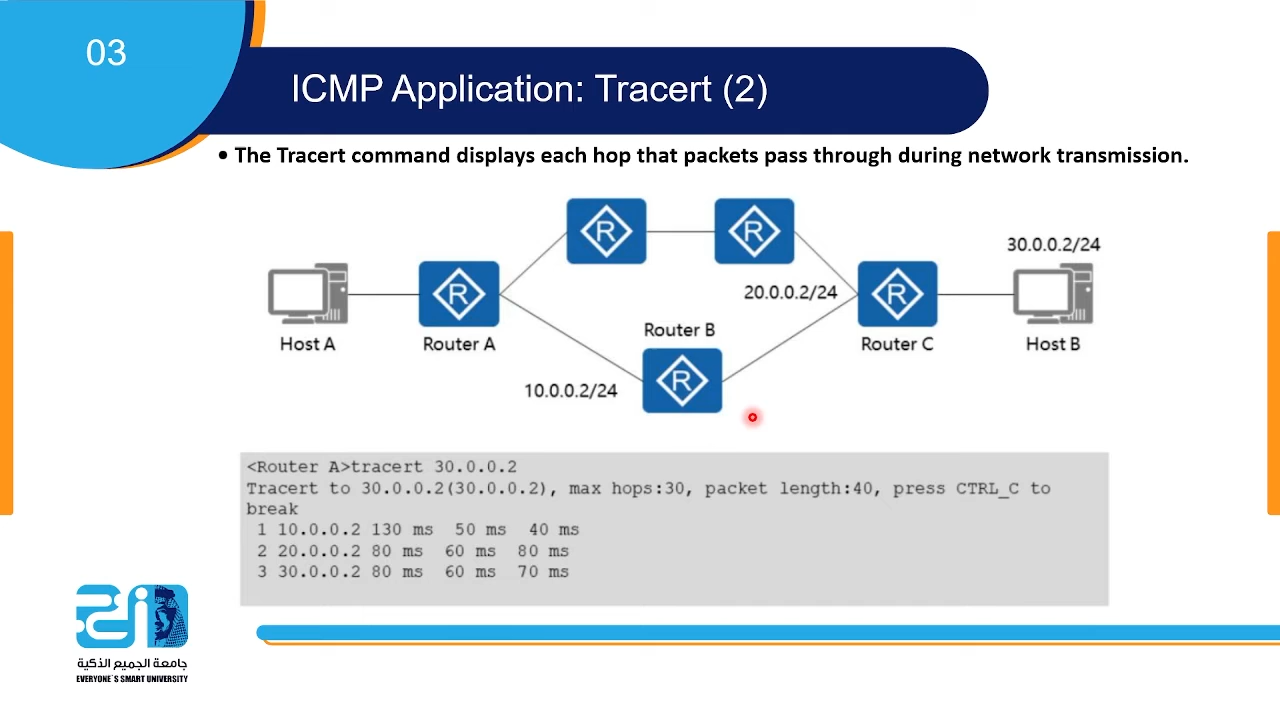 03
ICMP Application: Tracert (2)
• The Tracert command displays each hop that packets pass through during network transmission.
R
R
30.0.0.2/24
R
R
20.0.0.2/24
Router B
Host A
Router A
Router C
Host B
R
10.0.0.2/24
<Router A>tracert 30.0.0.2
Tracert to 30.0.0.2(30.0.0.2), max hops:30, packet length:40, press CTRL_C to
break
1 10.0.0.2 130 ms 50 ms 40 ms
2 20.0.0.2 80 ms 60 ms 80 ms
3 30.0.0.2 80 ms 60 ms 70 ms
جامعة الجميع الذكية
EVERYONE`S SMART UNIVERSITY